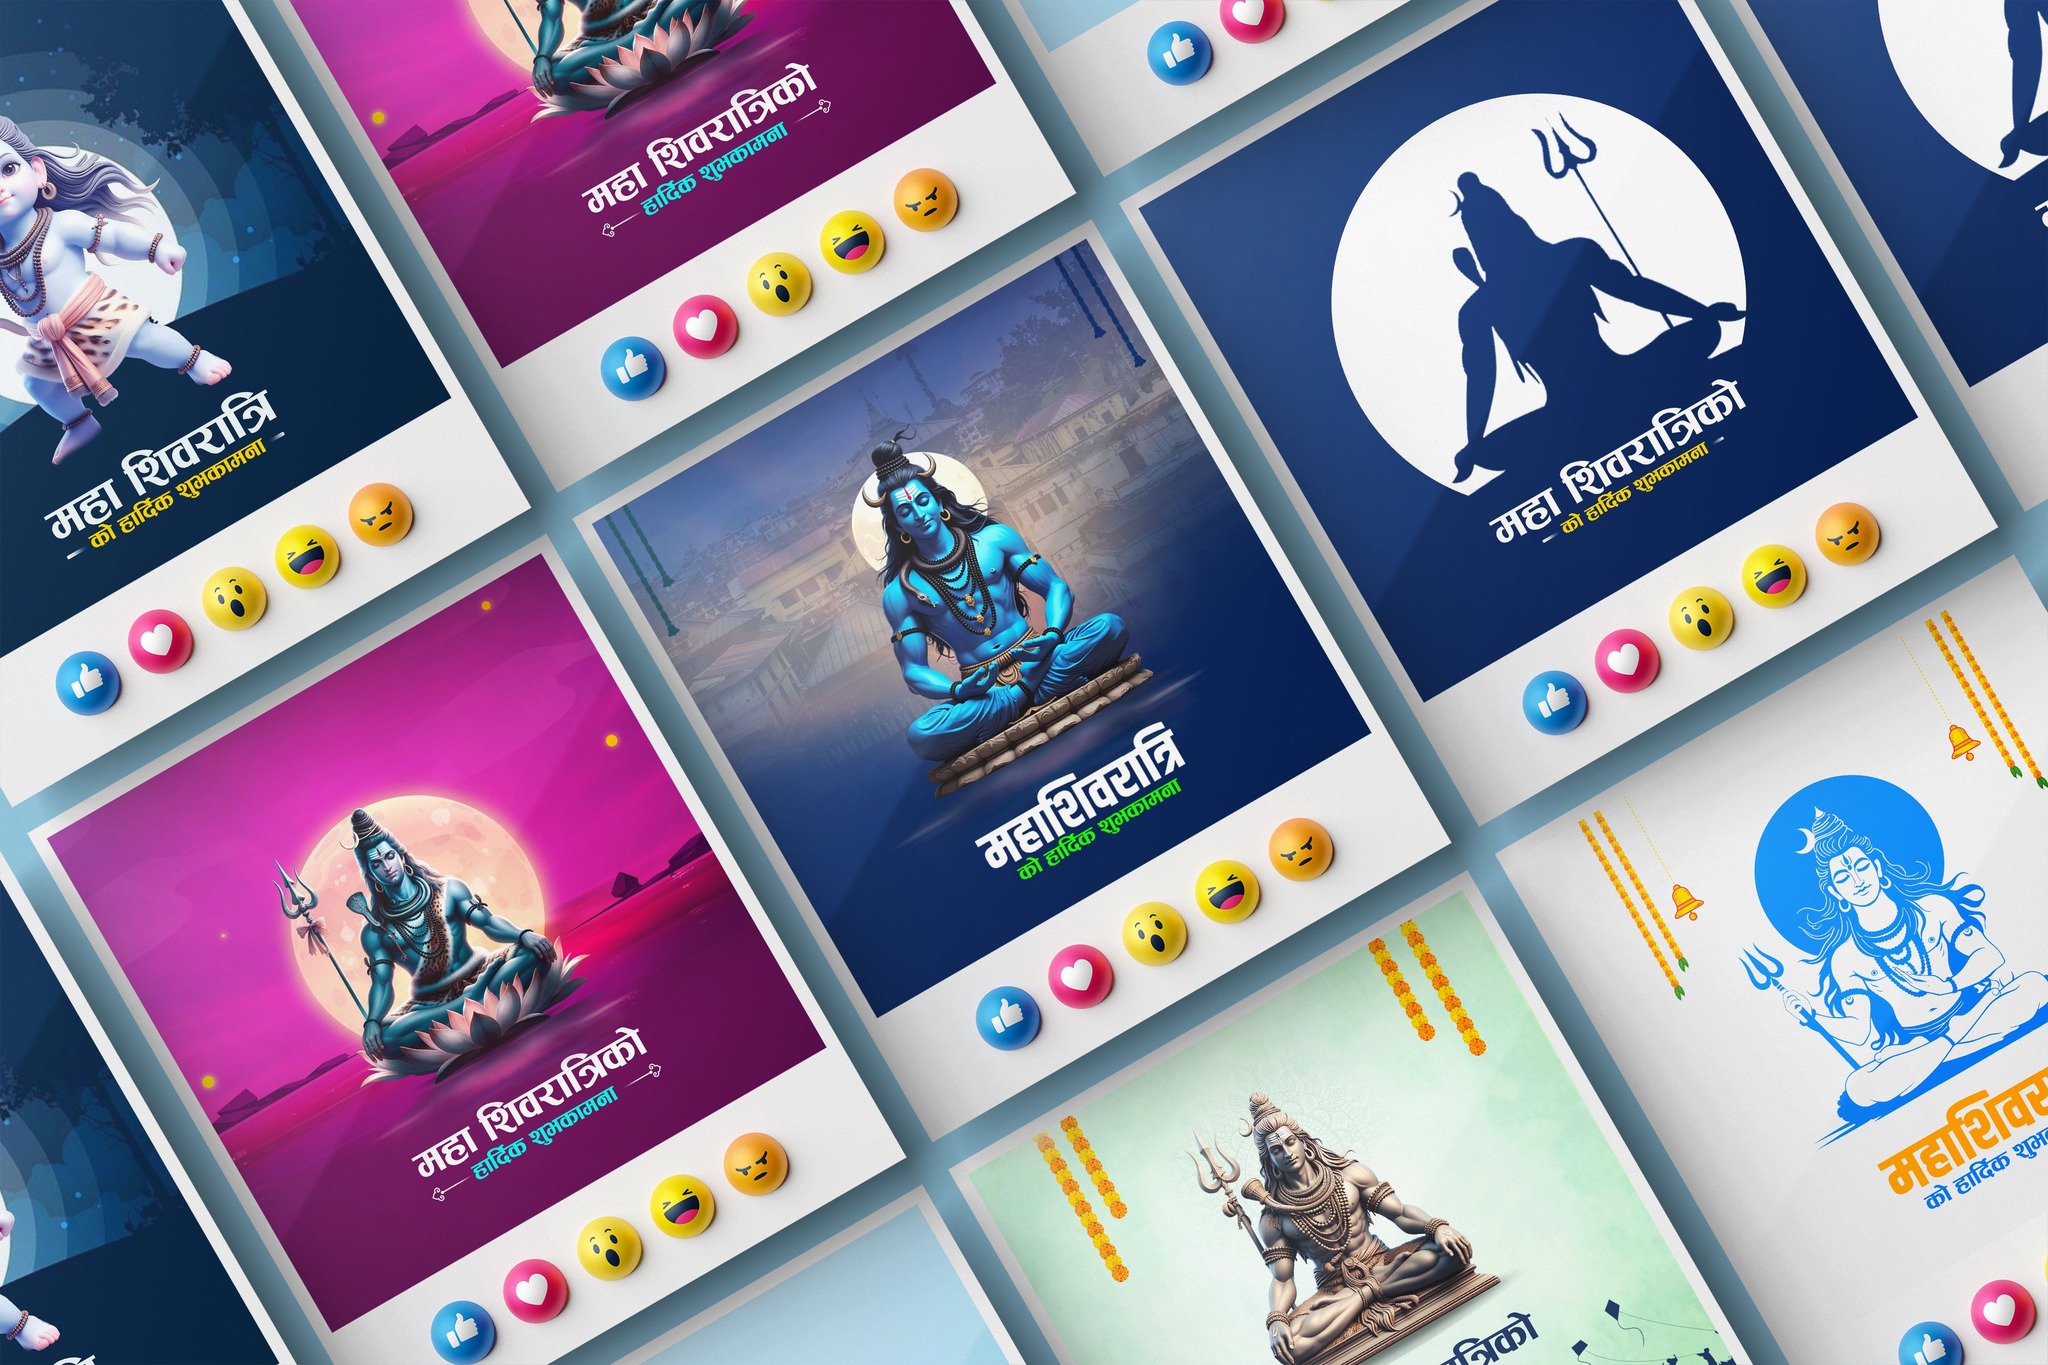 महा शिवरात्रिको
हार्दिक शुभकामना
महा शिवरात्रि
को हार्दिक शुभकामना
महा शिवरात्रिको
को हार्दिक शुभकामना
महाशिवरात्रि
को हार्दिक शुभकामना
महा शिवरात्रिको
हार्दिक शुभकामना
को हार्दिक